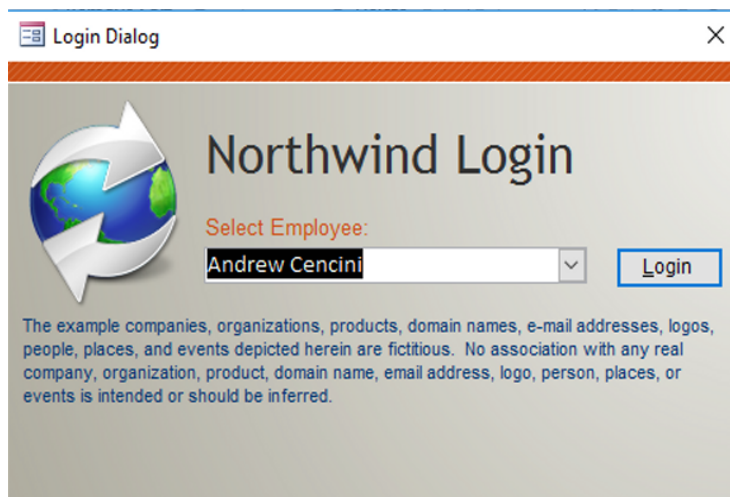 Login Dialog
Northwind Login
Select Employee:
Andrew Cencini
Login
The example companies, organizations, products, domain names, e-mail addresses, logos,
people, places, and events depicted herein are fictitious.  No association with any real
company, organization, product, domain name, email address, logo, person, places, or
events is intended or should be inferred.